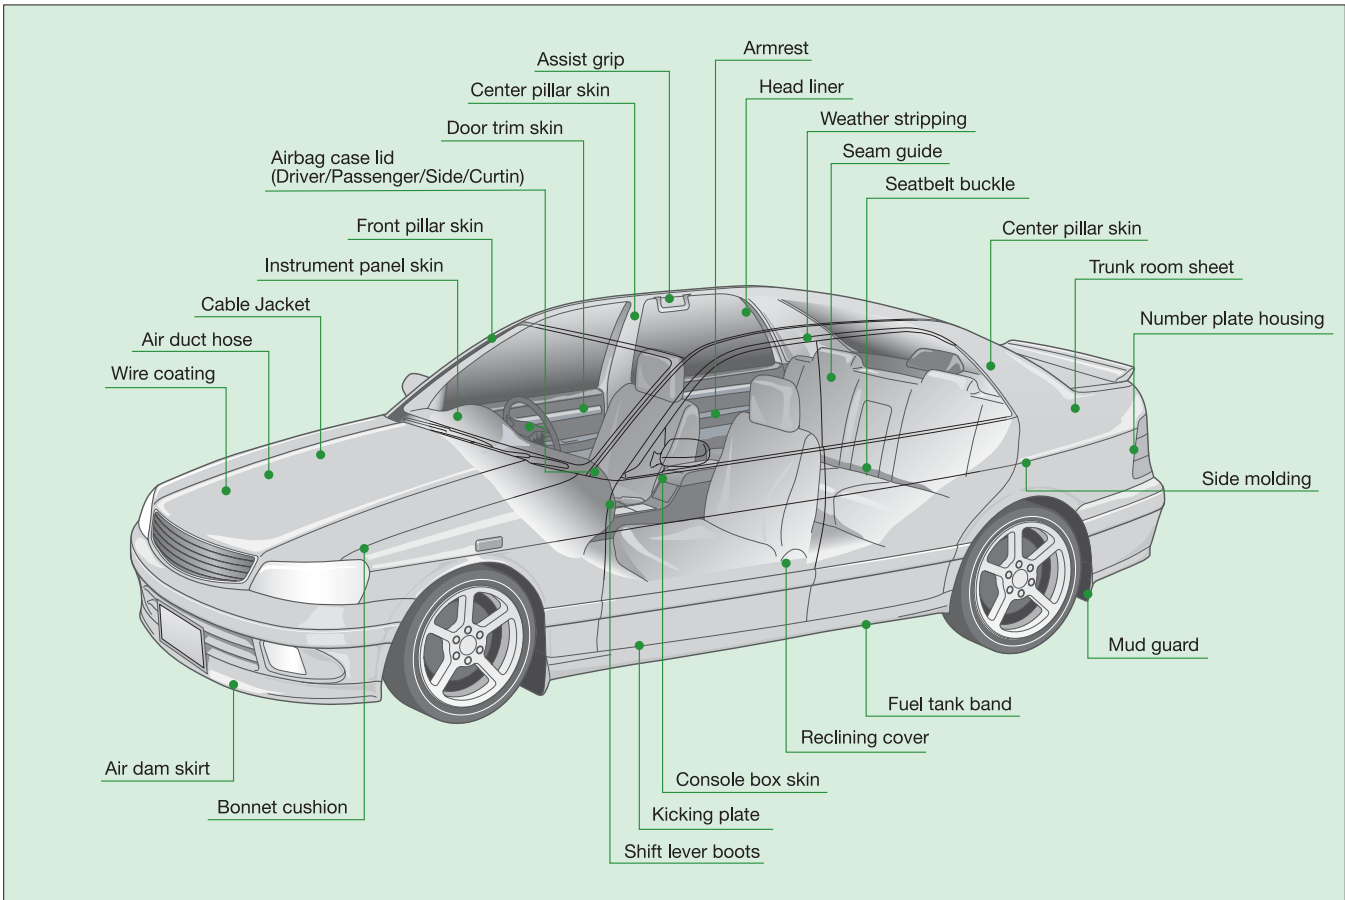 Armrest
Assist grip
Center pillar skin
Head liner
Door trim skin
Weather stripping
Airbag case lid
(Driver/Passenger/Side/Curtin)
Seam guide
Seatbelt buckle
Front pillar skin
Center pillar skin
Instrument panel skin
Trunk room sheet
Cable Jacket
Number plate housing
Air duct hose
Wire coating
Side molding
Mud guard
Fuel tank band
Reclining cover
Air dam skirt
Console box skin
Bonnet cushion
Kicking plate
Shift lever boots